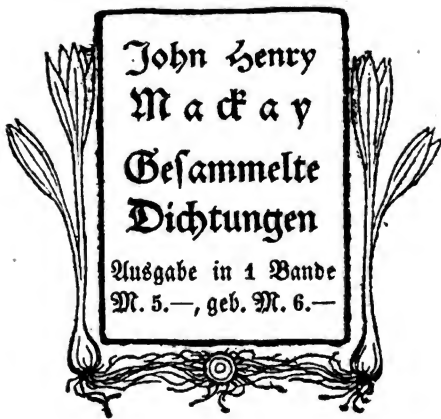 John Henry
Mackay
Gesammelte
Dichtungen
Ausgabe in 1 Bande
M. 5.—, geb. M. 6.—